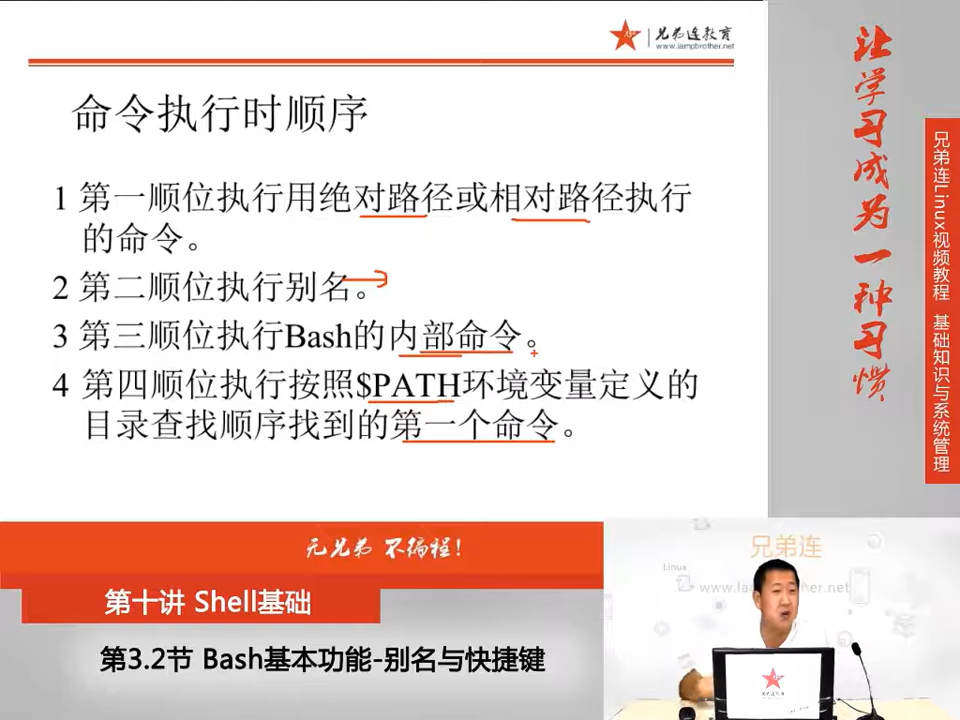 兄弟连教育
www.lampbrother.net
命令执行时顺序
1 第一顺位执行用绝对路径或相对路径执行
的命令。
2 第二顺位执行别名。
3 第三顺位执行Bash的内部命令。
4 第四顺位执行按照$PATH环境变量定义的
目录查找顺序找到的第一个命令。
让学习成为一种习惯
兄弟连Linux视频教程 基础知识与系统管理
无兄弟 不编程！
第十讲 Shell基础
第3.2节 Bash基本功能-别名与快捷键
兄弟连
Linux